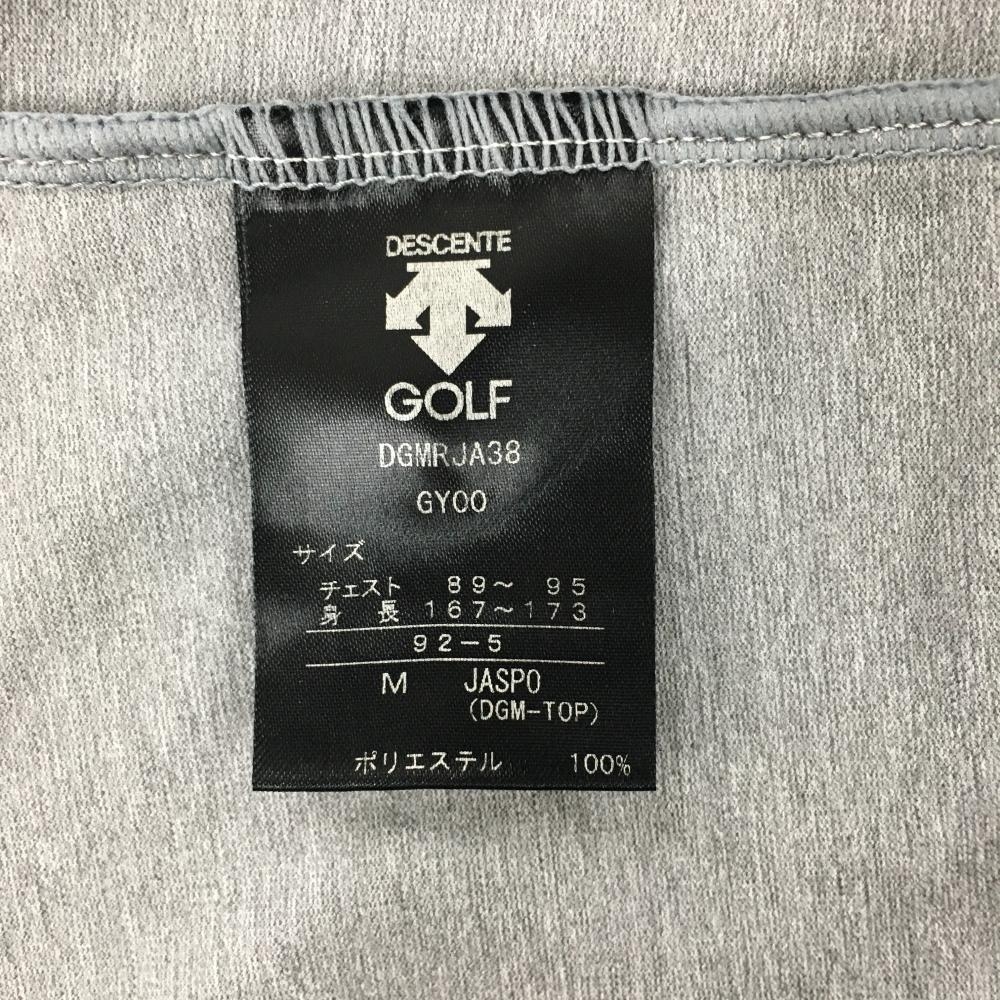 DESCENTE
GOLF
DGMRJA38
GY00
サイズ
チェスト 89～ 95
身 長 167～173
92-5
M JASPO
(DGM-TOP)
ポリエステル 100%